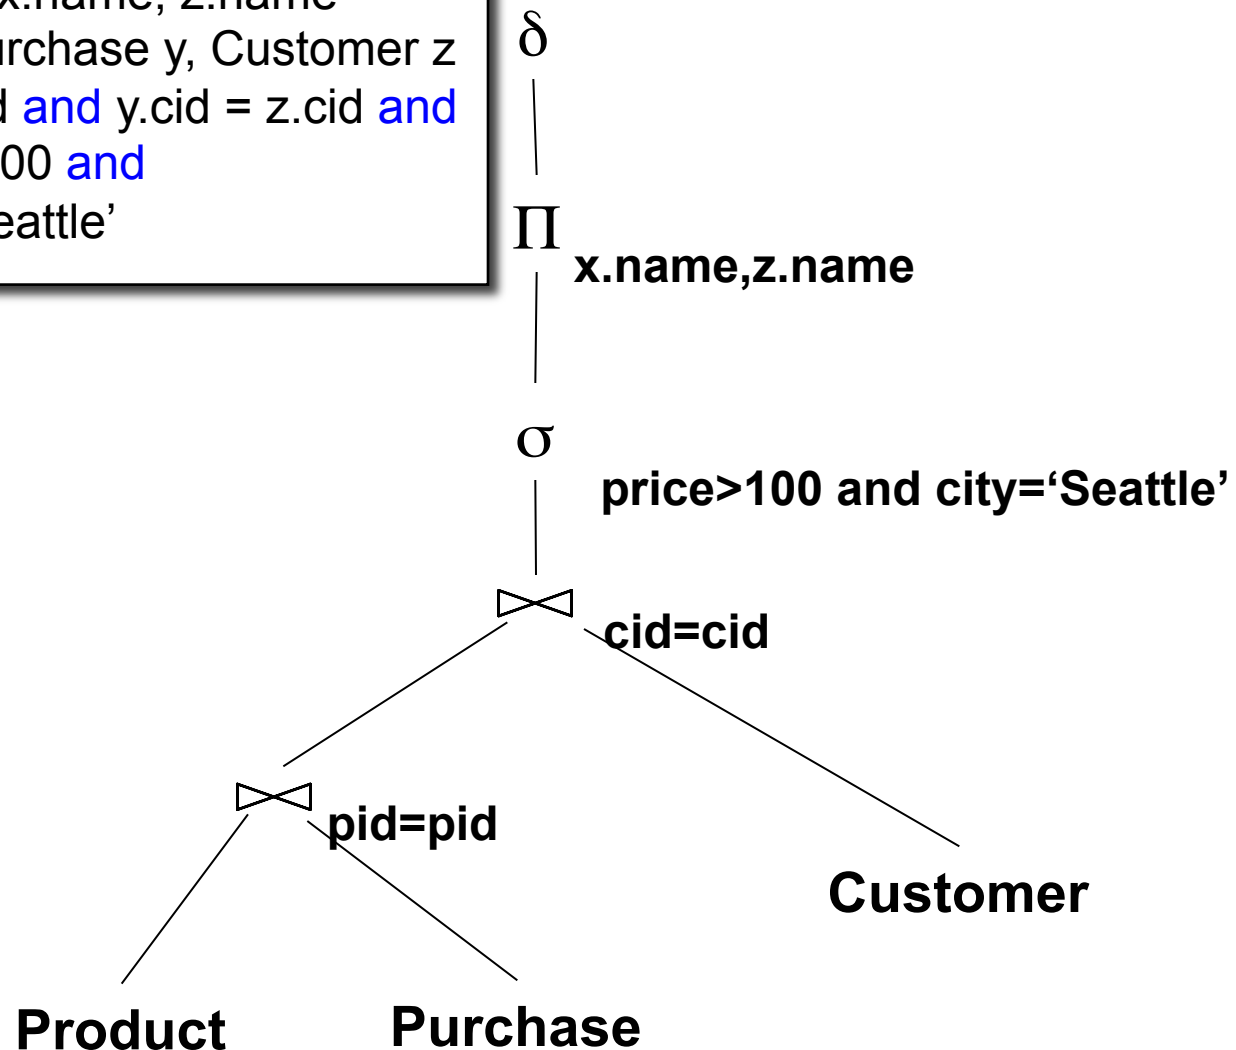 x.name, z.name
urchase y, Customer z
d and y.cid = z.cid and
00 and
eattle’
δ
Π
x.name,z.name
σ
price>100 and city=‘Seattle’
⋈
cid=cid
⋈
pid=pid
Customer
Product
Purchase